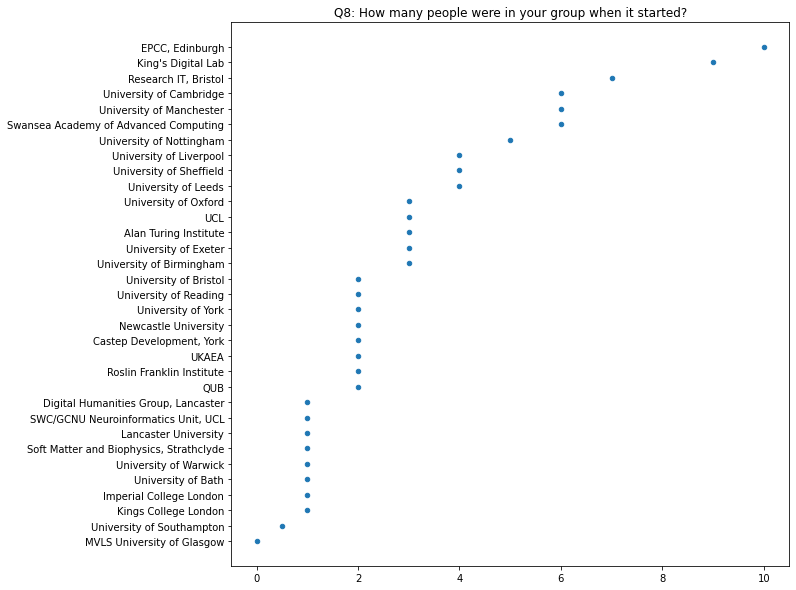 Q8: How many people were in your group when it started?
EPCC, Edinburgh
King's Digital Lab
Research IT, Bristol
University of Cambridge
University of Manchester
Swansea Academy of Advanced Computing
University of Nottingham
University of Liverpool
University of Sheffield
University of Leeds
University of Oxford
UCL
Alan Turing Institute
University of Exeter
University of Birmingham
University of Bristol
University of Reading
University of York
Newcastle University
Castep Development, York
UKAEA
Roslin Franklin Institute
QUB
Digital Humanities Group, Lancaster
SWC/GCNU Neuroinformatics Unit, UCL
Lancaster University
Soft Matter and Biophysics, Strathclyde
University of Warwick
University of Bath
Imperial College London
Kings College London
University of Southampton
MVLS University of Glasgow
0 2 4 6 8 10